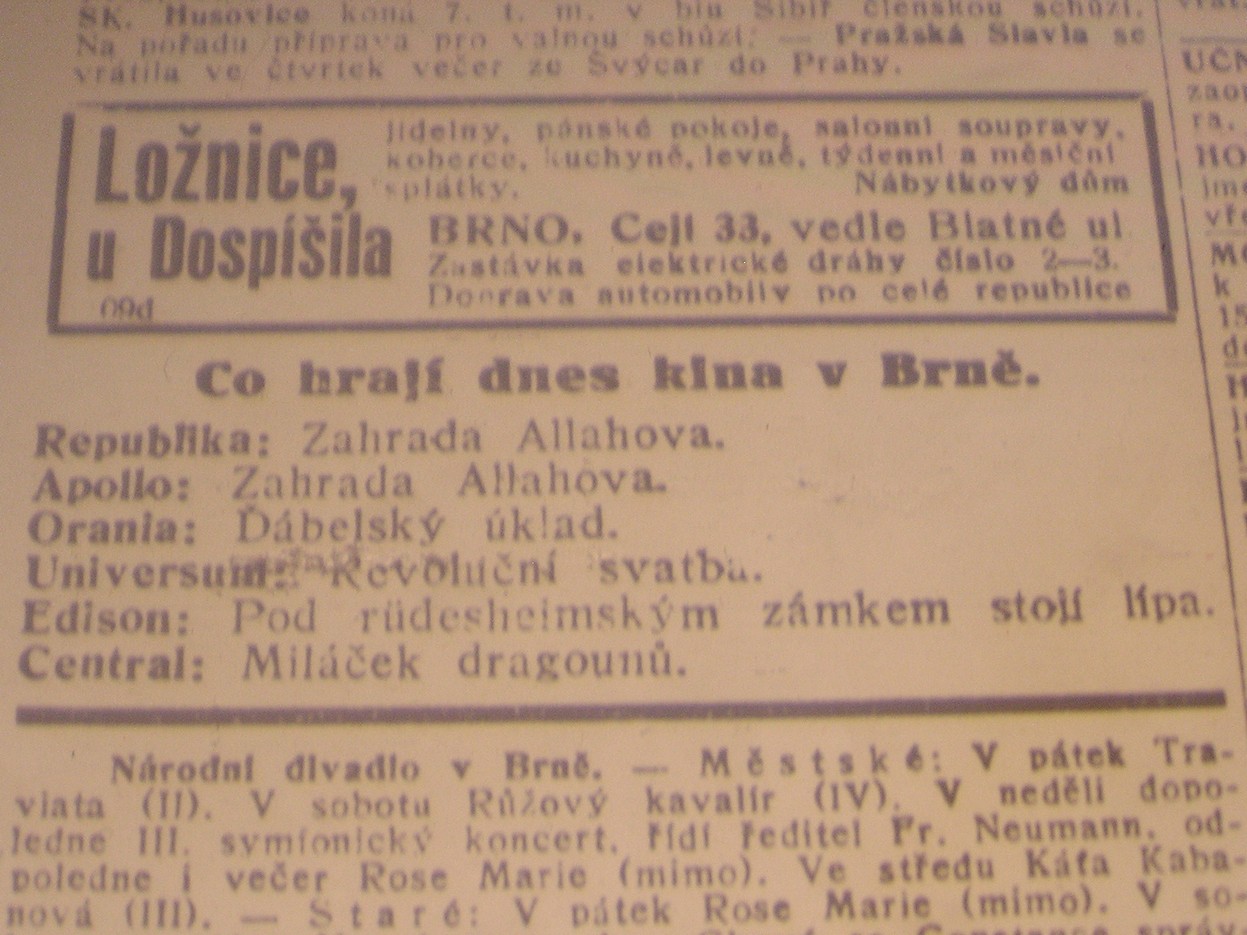 SK. Husovice koná 7. t. m. v biu Sibiř členskou schůzi.
Na pořadu příprava pro valnou schůzi. — Pražská Slavia se
vrátila ve čtvrtek večer ze Švýcar do Prahy.
Ložnice,
u Dospíšila
09d
jídelny, pánské pokoje, salonní soupravy,
koberce, kuchyně, levně, týdenní a měsíční
splátky. Nábytkový dům
BRNO, Cejl 33, vedle Blatné ul.
Zastávka elektrické dráhy číslo 2—3.
Doprava automobily po celé republice
Co hrají dnes kina v Brně.
Republika: Zahrada Allahova.
Apollo: Zahrada Allahova.
Orania: Ďábelský úklad.
Universum: Revoluční svatba.
Edison: Pod rüdesheimským zámkem stojí lípa.
Central: Miláček dragounů.
Národní divadlo v Brně. — Městské: V pátek Tra-
viata (II). V sobotu Růžový kavalír (IV). V neděli dopo-
ledne III. symfonický koncert, řídí ředitel Fr. Neumann, od-
poledne i večer Rose Marie (mimo). Ve středu Káťa Kaba-
nová (III). — Staré: V pátek Rose Marie (mimo). V so-
UČN
zaop
ra.